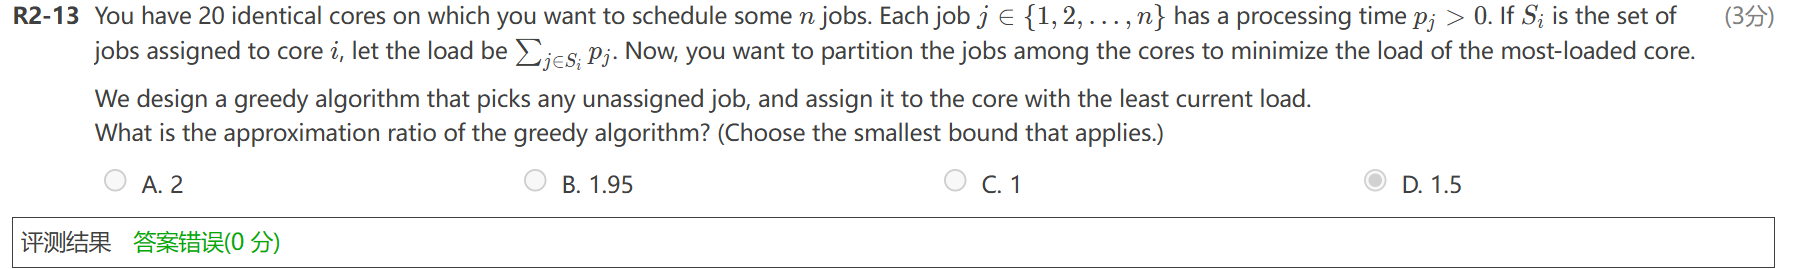 R2-13 You have 20 identical cores on which you want to schedule some n jobs. Each job j ∈ {1, 2, …, n} has a processing time p_j > 0. If S_i is the set of (3分)
jobs assigned to core i, let the load be ∑_{j∈S_i} p_j. Now, you want to partition the jobs among the cores to minimize the load of the most-loaded core.
We design a greedy algorithm that picks any unassigned job, and assign it to the core with the least current load.
What is the approximation ratio of the greedy algorithm? (Choose the smallest bound that applies.)
A. 2 B. 1.95 C. 1 D. 1.5
评测结果 答案错误(0 分)